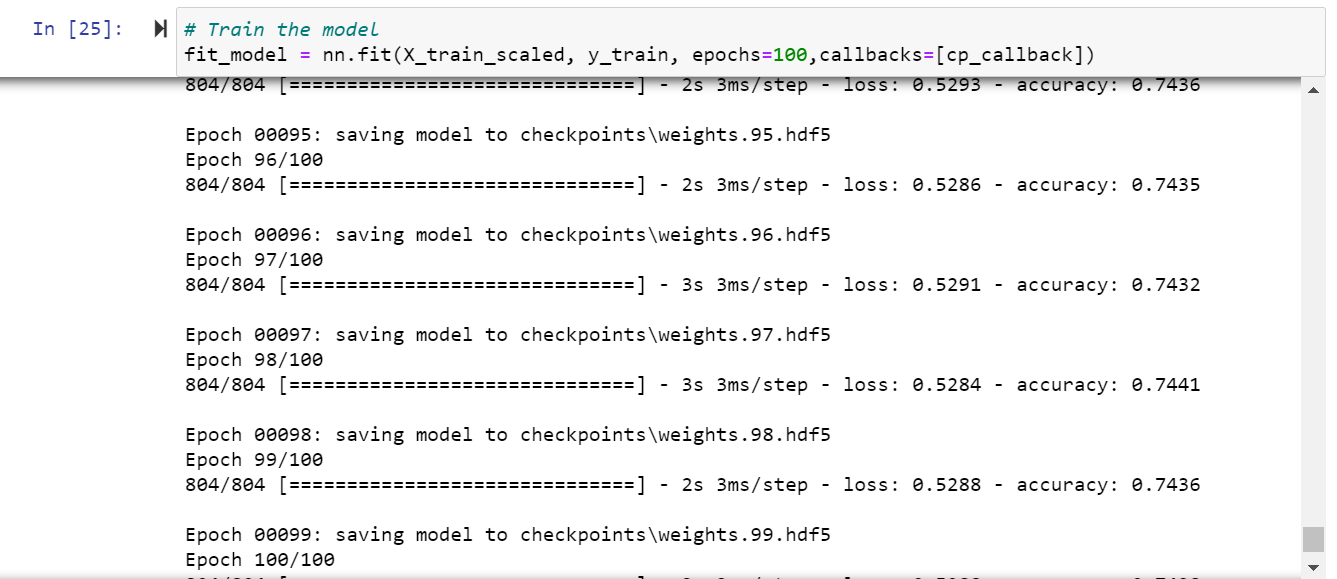 In [25]:
# Train the model
fit_model = nn.fit(X_train_scaled, y_train, epochs=100,callbacks=[cp_callback])
804/804 [==============================] - 2s 3ms/step - loss: 0.5293 - accuracy: 0.7436
Epoch 00095: saving model to checkpoints\weights.95.hdf5
Epoch 96/100
804/804 [==============================] - 2s 3ms/step - loss: 0.5286 - accuracy: 0.7435
Epoch 00096: saving model to checkpoints\weights.96.hdf5
Epoch 97/100
804/804 [==============================] - 3s 3ms/step - loss: 0.5291 - accuracy: 0.7432
Epoch 00097: saving model to checkpoints\weights.97.hdf5
Epoch 98/100
804/804 [==============================] - 3s 3ms/step - loss: 0.5284 - accuracy: 0.7441
Epoch 00098: saving model to checkpoints\weights.98.hdf5
Epoch 99/100
804/804 [==============================] - 2s 3ms/step - loss: 0.5288 - accuracy: 0.7436
Epoch 00099: saving model to checkpoints\weights.99.hdf5
Epoch 100/100